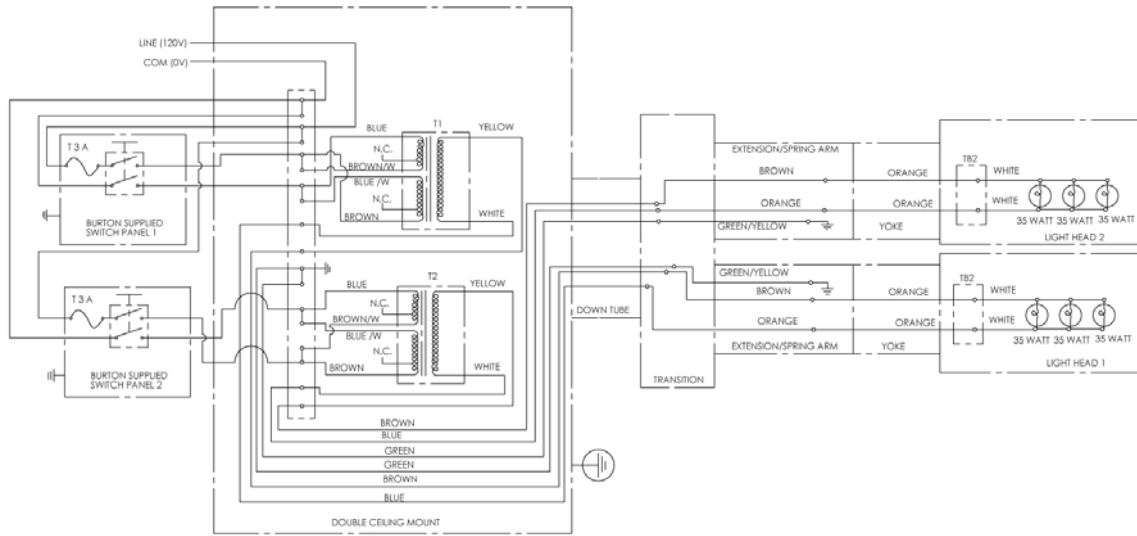 LINE (120V)
COM (0V)
T3 A
BURTON SUPPLIED
SWITCH PANEL 1
T3 A
BURTON SUPPLIED
SWITCH PANEL 2
BLUE
T1
YELLOW
N.C.
BROWN/W
BLUE /W
N.C.
BROWN
WHITE
BLUE
T2
YELLOW
N.C.
BROWN/W
BLUE /W
N.C.
BROWN
WHITE
BROWN
BLUE
GREEN
GREEN
BROWN
BLUE
DOUBLE CEILING MOUNT
DOWN TUBE
TRANSITION
EXTENSION/SPRING ARM
BROWN
ORANGE
ORANGE
ORANGE
GREEN/YELLOW
YOKE
TB2
WHITE
WHITE
35 WATT 35 WATT 35 WATT
LIGHT HEAD 2
GREEN/YELLOW
BROWN
ORANGE
ORANGE
ORANGE
EXTENSION/SPRING ARM
YOKE
TB2
WHITE
WHITE
35 WATT 35 WATT 35 WATT
LIGHT HEAD 1